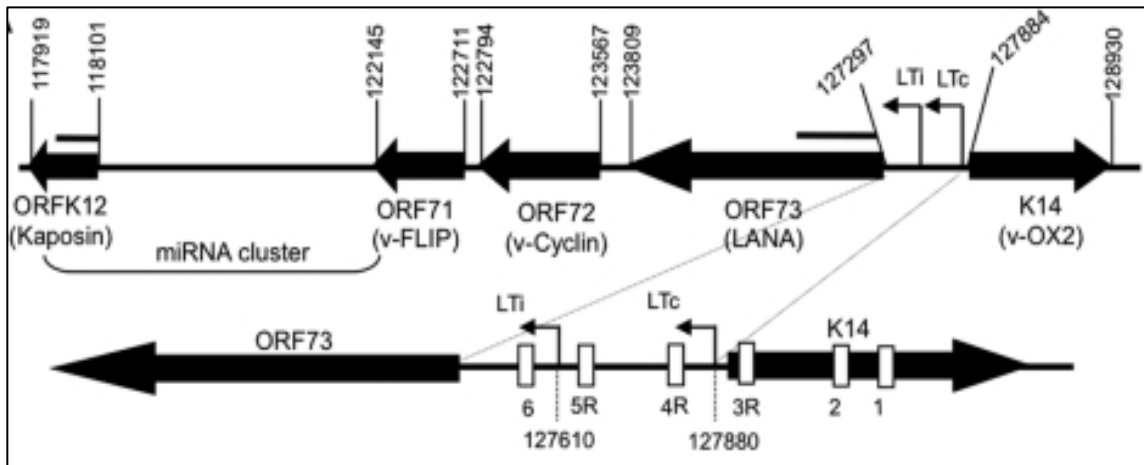 117919
118101
122145
122711
122794
123567
123809
127297
127884
128930
LTi
LTc
ORFK12
(Kaposin)
miRNA cluster
ORF71
(v-FLIP)
ORF72
(v-Cyclin)
ORF73
(LANA)
K14
(v-OX2)
ORF73
LTi
LTc
K14
6
5R
4R
3R
2
1
127610
127880